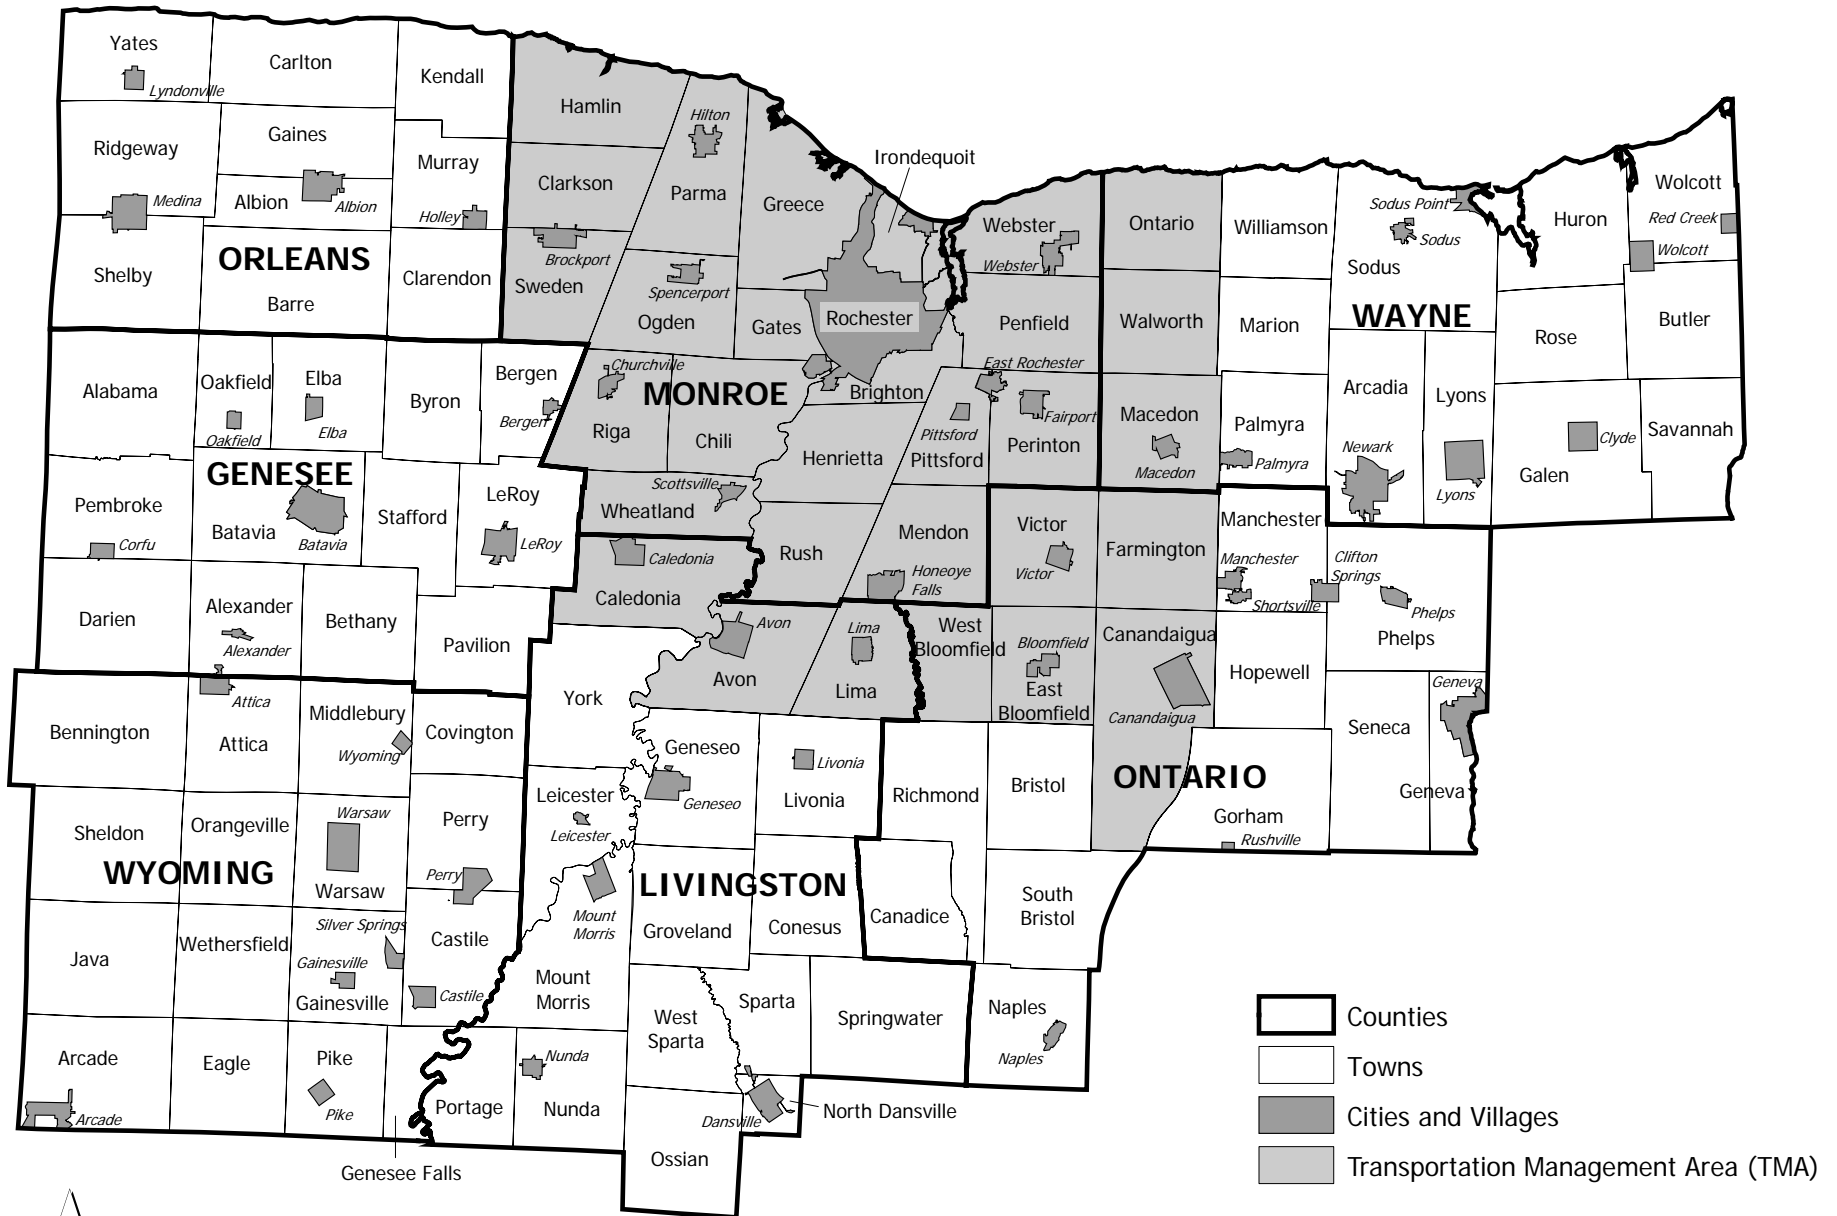 Yates
Lyndonville
Carlton
Kendall
Ridgeway
Medina
Gaines
Albion
Albion
Murray
Holley
Shelby
ORLEANS
Barre
Clarendon
Hamlin
Hilton
Clarkson
Parma
Greece
Irondequoit
Brockport
Sweden
Spencerport
Ogden
Gates
Rochester
Webster
Webster
Penfield
East Rochester
Churchville
MONROE
Brighton
Riga
Chili
Henrietta
Pittsford
Pittsford
Fairport
Perinton
Scottsville
Wheatland
Rush
Mendon
Honeoye
Falls
Ontario
Williamson
Sodus Point
Sodus
Sodus
Huron
Wolcott
Red Creek
Wolcott
Walworth
Marion
WAYNE
Rose
Butler
Macedon
Macedon
Palmyra
Palmyra
Arcadia
Newark
Lyons
Lyons
Clyde
Galen
Savannah
Alabama
Oakfield
Oakfield
Elba
Elba
Byron
Bergen
Bergen
GENESEE
Pembroke
Corfu
Batavia
Batavia
Stafford
LeRoy
LeRoy
Darien
Alexander
Alexander
Bethany
Pavilion
Caledonia
Caledonia
Avon
Avon
Lima
Lima
York
West
Bloomfield
Bloomfield
East
Bloomfield
Victor
Victor
Farmington
Manchester
Manchester
Shortsville
Clifton
Springs
Phelps
Phelps
Canandaigua
Canandaigua
Hopewell
Geneva
Seneca
Geneva
ONTARIO
Gorham
Rushville
Richmond
Bristol
Canadice
South
Bristol
Naples
Naples
Bennington
Attica
Attica
Middlebury
Wyoming
Covington
Sheldon
Orangeville
Warsaw
Warsaw
Perry
Perry
WYOMING
Java
Wethersfield
Silver Springs
Gainesville
Gainesville
Castile
Castile
Arcade
Arcade
Eagle
Pike
Pike
Genesee Falls
Geneseo
Geneseo
Livonia
Livonia
Leicester
Leicester
LIVINGSTON
Mount
Morris
Mount
Morris
Groveland
Conesus
West
Sparta
Sparta
Springwater
Portage
Nunda
Nunda
Dansville
North Dansville
Ossian
Counties
Towns
Cities and Villages
Transportation Management Area (TMA)